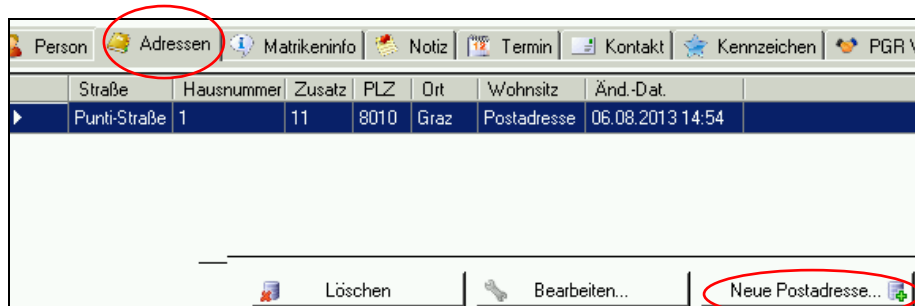 Person Adressen Matrikeninfo Notiz Termin Kontakt Kennzeichen PGR
Straße Hausnummer Zusatz PLZ Ort Wohnsitz Änd.-Dat.
Punti-Straße 1 11 8010 Graz Postadresse 06.08.2013 14:54
Löschen Bearbeiten... Neue Postadresse...